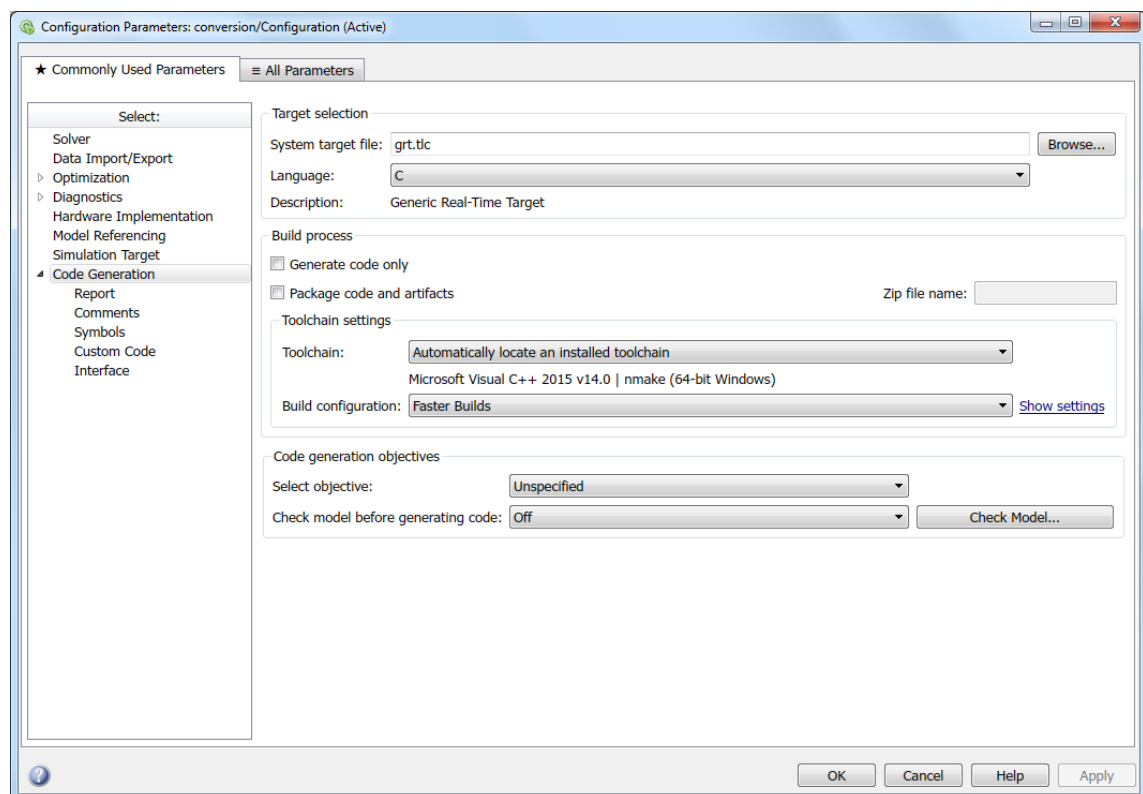 Configuration Parameters: conversion/Configuration (Active)
★ Commonly Used Parameters
≡ All Parameters
Select:
Solver
Data Import/Export
Optimization
Diagnostics
Hardware Implementation
Model Referencing
Simulation Target
Code Generation
Report
Comments
Symbols
Custom Code
Interface
Target selection
System target file: grt.tlc Browse...
Language: C
Description: Generic Real-Time Target
Build process
Generate code only
Package code and artifacts Zip file name:
Toolchain settings
Toolchain: Automatically locate an installed toolchain
Microsoft Visual C++ 2015 v14.0 | nmake (64-bit Windows)
Build configuration: Faster Builds Show settings
Code generation objectives
Select objective: Unspecified
Check model before generating code: Off Check Model...
? OK Cancel Help Apply